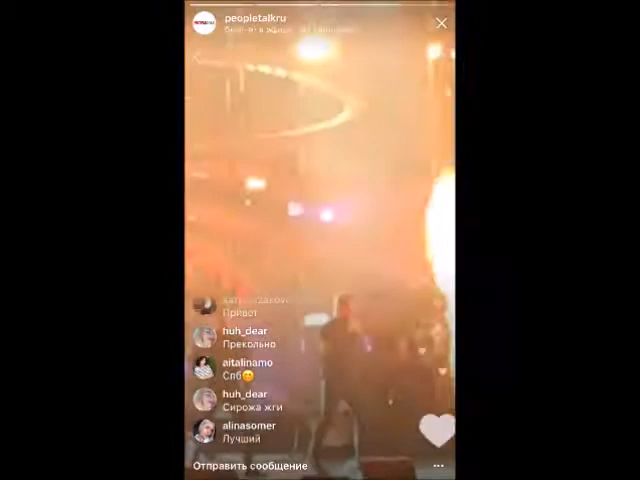 peopletalkru
Привет
huh_dear
Прекольно
aitalinamo
Спб😊
huh_dear
Сирожа жги
alinasomer
Лучший
Отправить сообщение